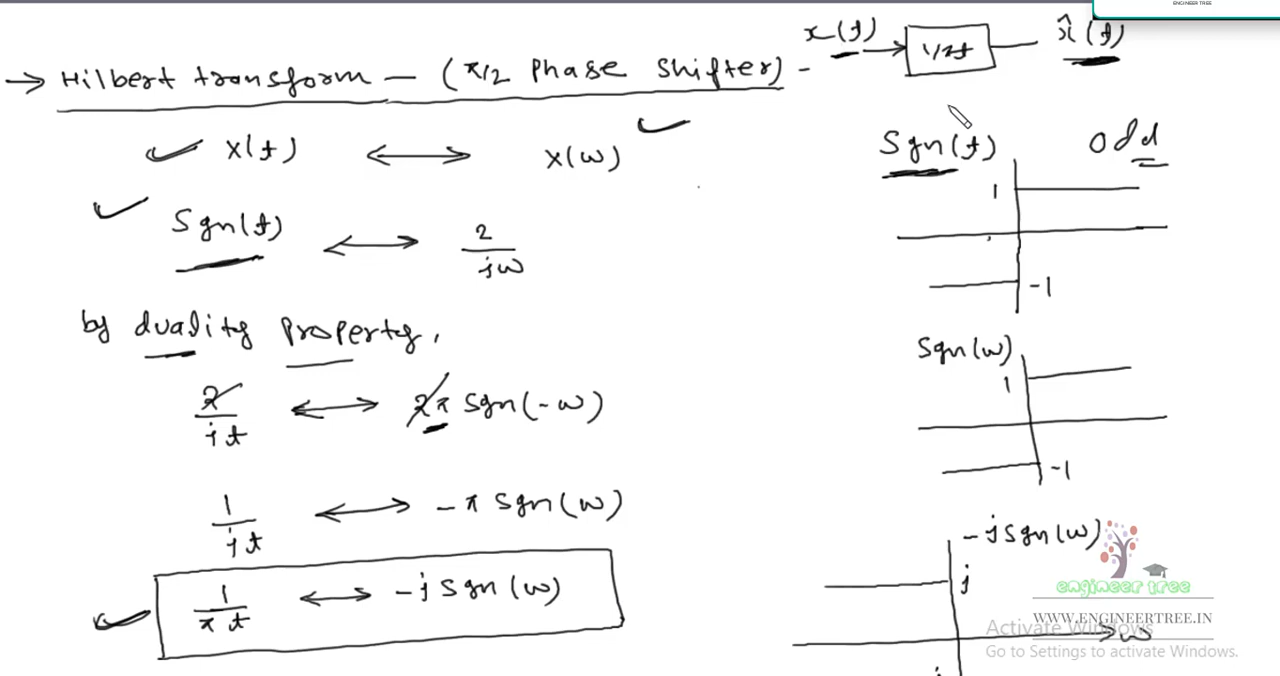 ENGINEER TREE
x(t) → 1/πt — x̂(t)
→ Hilbert transform – (π/2 Phase Shifter) -
x(t) ↔ x(ω)
Sgn(t) odd
1
-1
Sgn(t) ↔ 2/jω
by duality Property,
Sgn(ω)
1
-1
2/jt ↔ 2π Sgn(-ω)
1/jt ↔ -π Sgn(ω)
-j Sgn(ω)
j
1/πt ↔ -j Sgn(ω)
engineer tree
WWW.ENGINEERTREE.IN
ω
Activate Windows
Go to Settings to activate Windows.